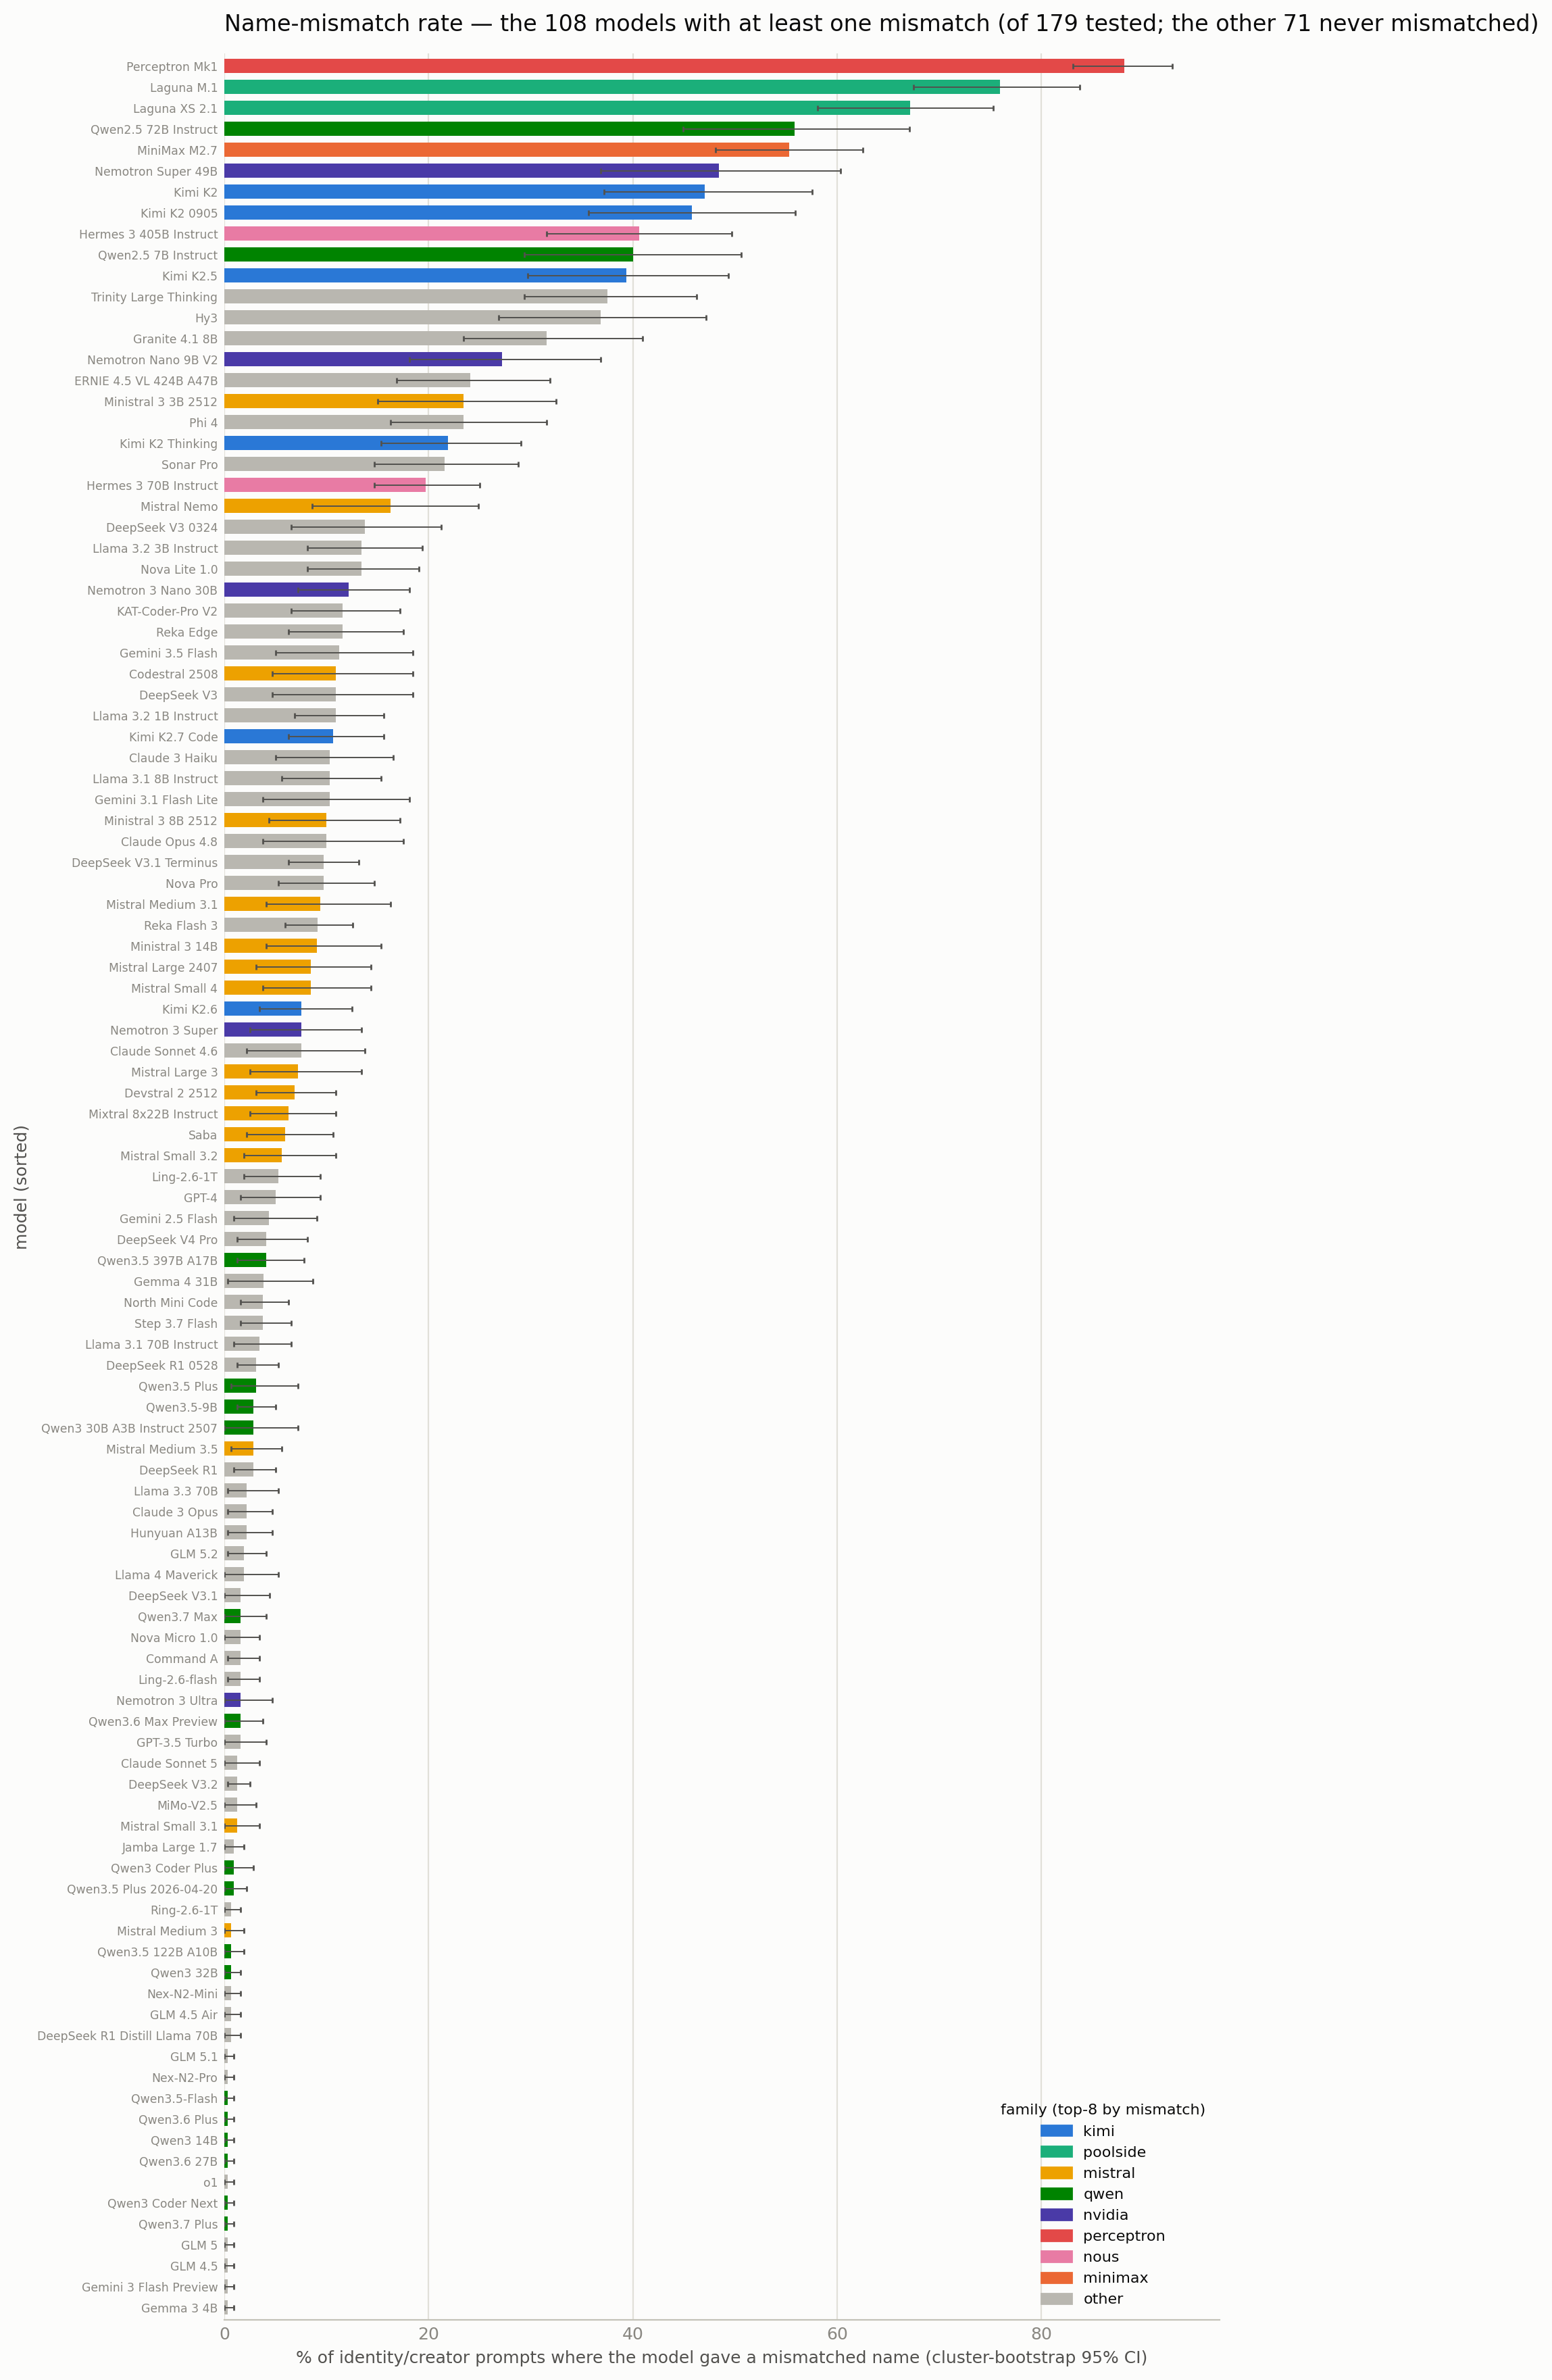 Name-mismatch rate — the 108 models with at least one mismatch (of 179 tested; the other 71 never mismatched)
Perceptron Mk1
Laguna M.1
Laguna XS 2.1
Qwen2.5 72B Instruct
MiniMax M2.7
Nemotron Super 49B
Kimi K2
Kimi K2 0905
Hermes 3 405B Instruct
Qwen2.5 7B Instruct
Kimi K2.5
Trinity Large Thinking
Hy3
Granite 4.1 8B
Nemotron Nano 9B V2
ERNIE 4.5 VL 424B A47B
Ministral 3 3B 2512
Phi 4
Kimi K2 Thinking
Sonar Pro
Hermes 3 70B Instruct
Mistral Nemo
DeepSeek V3 0324
Llama 3.2 3B Instruct
Nova Lite 1.0
Nemotron 3 Nano 30B
KAT-Coder-Pro V2
Reka Edge
Gemini 3.5 Flash
Codestral 2508
DeepSeek V3
Llama 3.2 1B Instruct
Kimi K2.7 Code
Claude 3 Haiku
Llama 3.1 8B Instruct
Gemini 3.1 Flash Lite
Ministral 3 8B 2512
Claude Opus 4.8
DeepSeek V3.1 Terminus
Nova Pro
Mistral Medium 3.1
Reka Flash 3
Ministral 3 14B
Mistral Large 2407
Mistral Small 4
Kimi K2.6
Nemotron 3 Super
Claude Sonnet 4.6
Mistral Large 3
Devstral 2 2512
Mixtral 8x22B Instruct
Saba
Mistral Small 3.2
Ling-2.6-1T
GPT-4
Gemini 2.5 Flash
DeepSeek V4 Pro
Qwen3.5 397B A17B
Gemma 4 31B
North Mini Code
Step 3.7 Flash
Llama 3.1 70B Instruct
DeepSeek R1 0528
Qwen3.5 Plus
Qwen3.5-9B
Qwen3 30B A3B Instruct 2507
Mistral Medium 3.5
DeepSeek R1
Llama 3.3 70B
Claude 3 Opus
Hunyuan A13B
GLM 5.2
Llama 4 Maverick
DeepSeek V3.1
Qwen3.7 Max
Nova Micro 1.0
Command A
Ling-2.6-flash
Nemotron 3 Ultra
Qwen3.6 Max Preview
GPT-3.5 Turbo
Claude Sonnet 5
DeepSeek V3.2
MiMo-V2.5
Mistral Small 3.1
Jamba Large 1.7
Qwen3 Coder Plus
Qwen3.5 Plus 2026-04-20
Ring-2.6-1T
Mistral Medium 3
Qwen3.5 122B A10B
Qwen3 32B
Nex-N2-Mini
GLM 4.5 Air
DeepSeek R1 Distill Llama 70B
GLM 5.1
Nex-N2-Pro
Qwen3.5-Flash
Qwen3.6 Plus
Qwen3 14B
Qwen3.6 27B
o1
Qwen3 Coder Next
Qwen3.7 Plus
GLM 5
GLM 4.5
Gemini 3 Flash Preview
Gemma 3 4B
model (sorted)
family (top-8 by mismatch)
kimi
poolside
mistral
qwen
nvidia
perceptron
nous
minimax
other
0 20 40 60 80
% of identity/creator prompts where the model gave a mismatched name (cluster-bootstrap 95% CI)